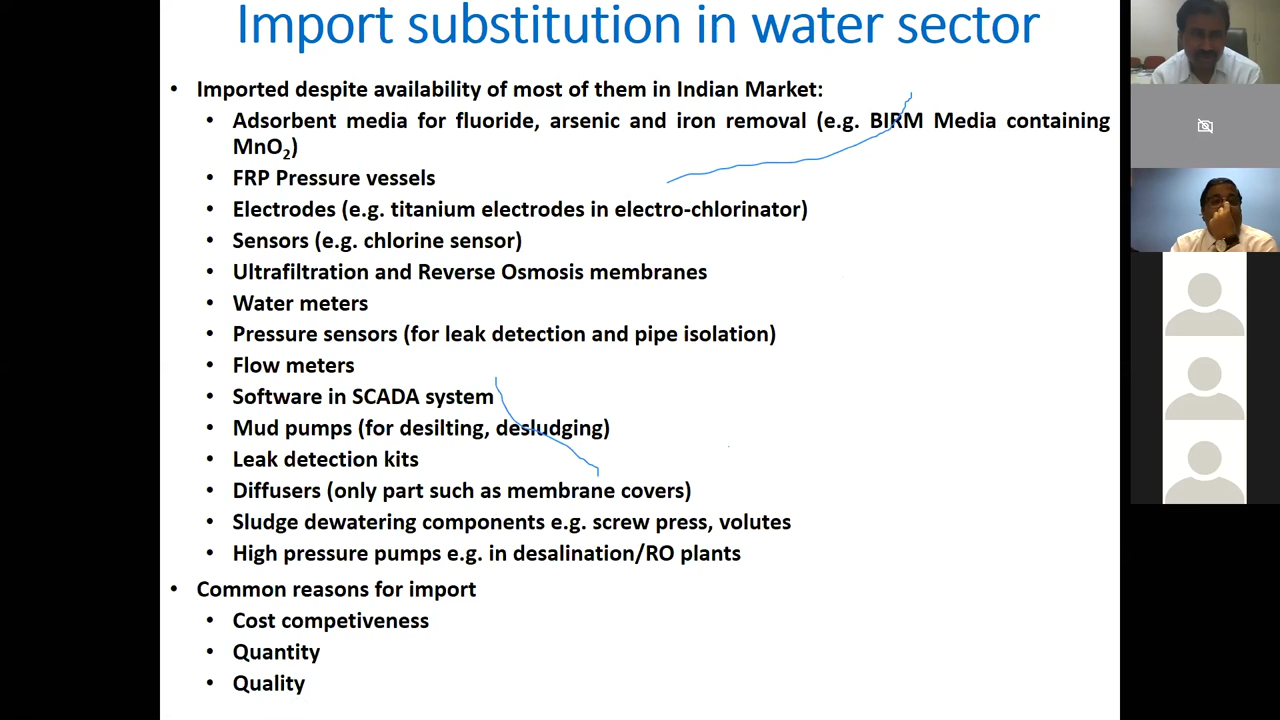 Import substitution in water sector
• Imported despite availability of most of them in Indian Market:
• Adsorbent media for fluoride, arsenic and iron removal (e.g. BIRM Media containing
MnO₂)
• FRP Pressure vessels
• Electrodes (e.g. titanium electrodes in electro-chlorinator)
• Sensors (e.g. chlorine sensor)
• Ultrafiltration and Reverse Osmosis membranes
• Water meters
• Pressure sensors (for leak detection and pipe isolation)
• Flow meters
• Software in SCADA system
• Mud pumps (for desilting, desludging)
• Leak detection kits
• Diffusers (only part such as membrane covers)
• Sludge dewatering components e.g. screw press, volutes
• High pressure pumps e.g. in desalination/RO plants
• Common reasons for import
• Cost competiveness
• Quantity
• Quality